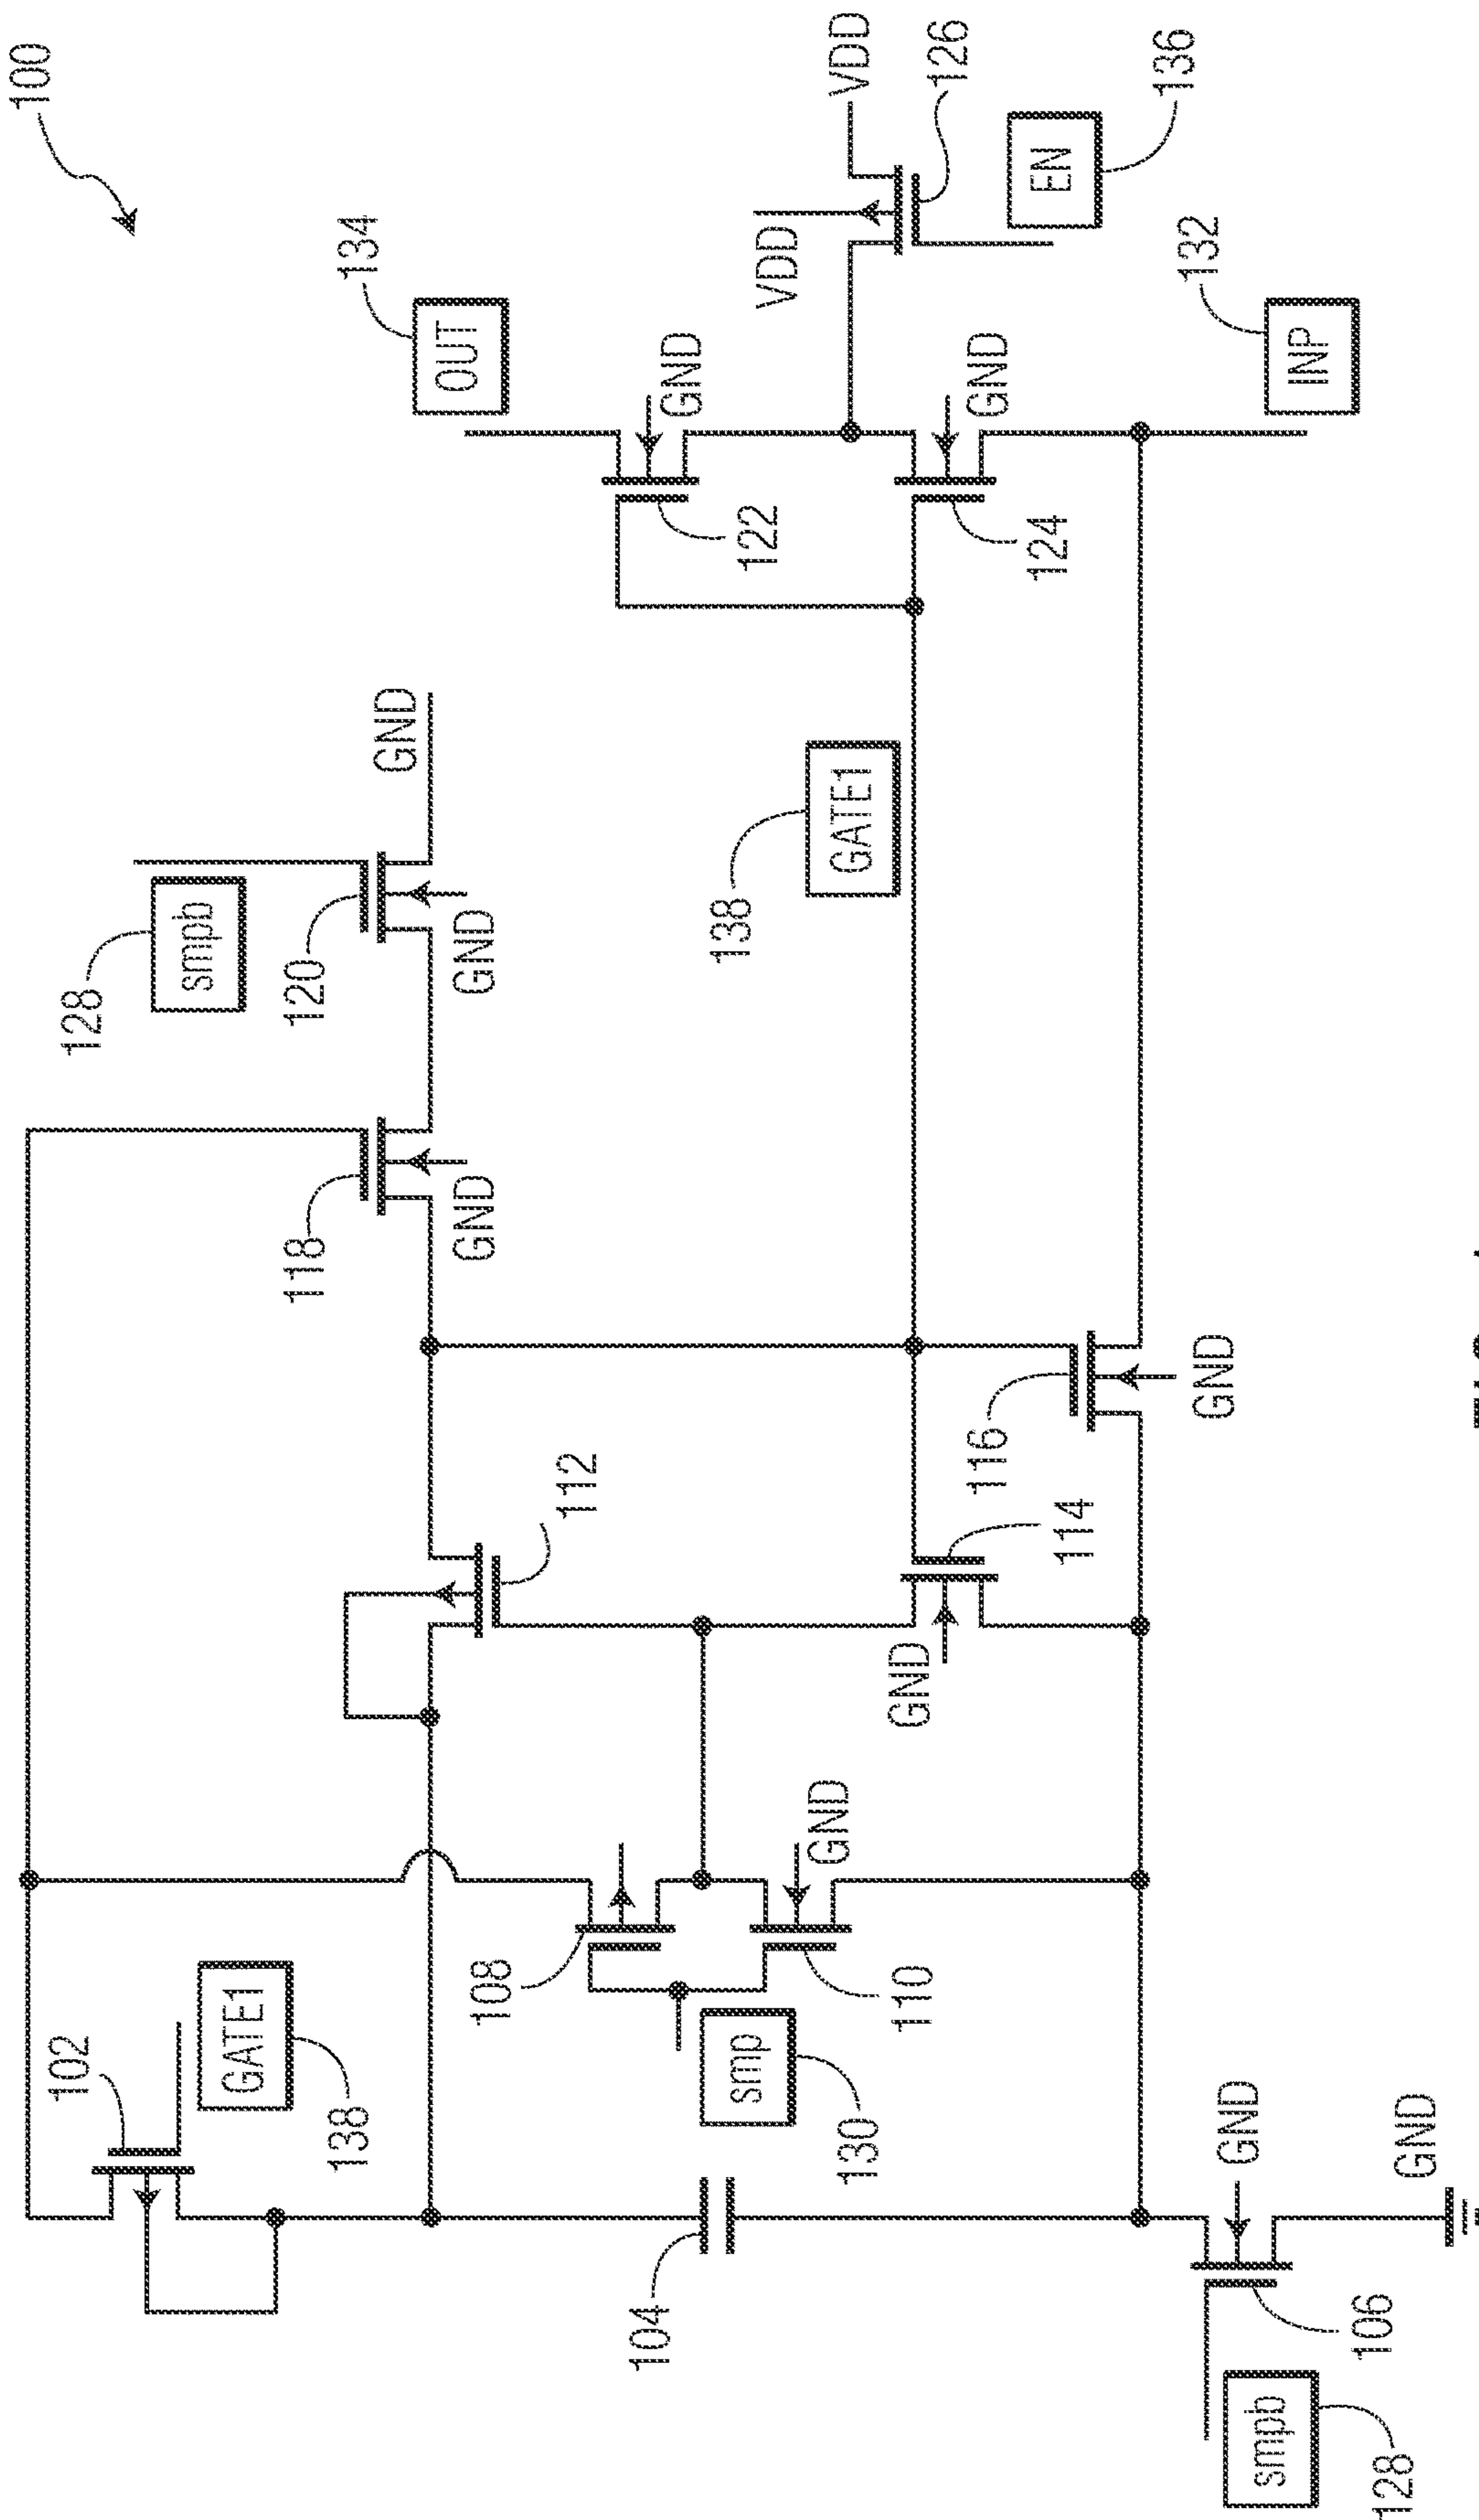 100
102
GATE1
138
118
smpb
128
120
GND
GND
GND
OUT
134
VDD
VDD
126
EN
136
112
108
smp
130
110
GND
GND
114
116
GND
GATE1
138
122
GND
124
GND
INP
132
104
smpb
128
106
GND
GND